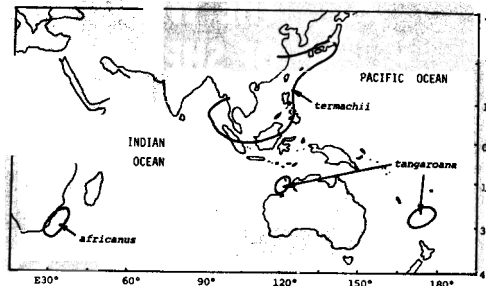 PACIFIC OCEAN
termachii
INDIAN
OCEAN
tangaroana
africanus
E30° 60° 90° 120° 150° 180°